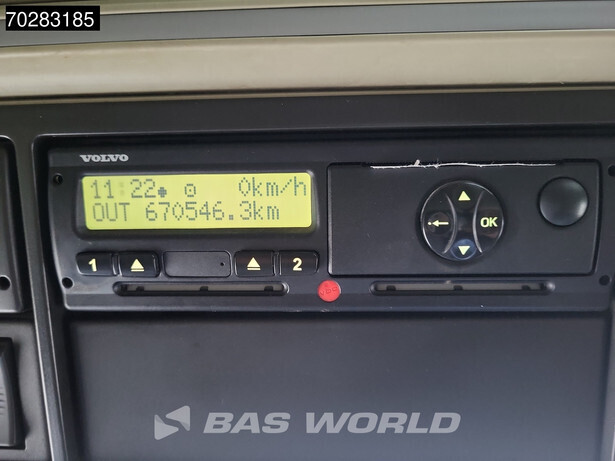 70283185
VOLVO
11:22 0km/h
OUT 670546.3km
OK
1 2
BAS WORLD